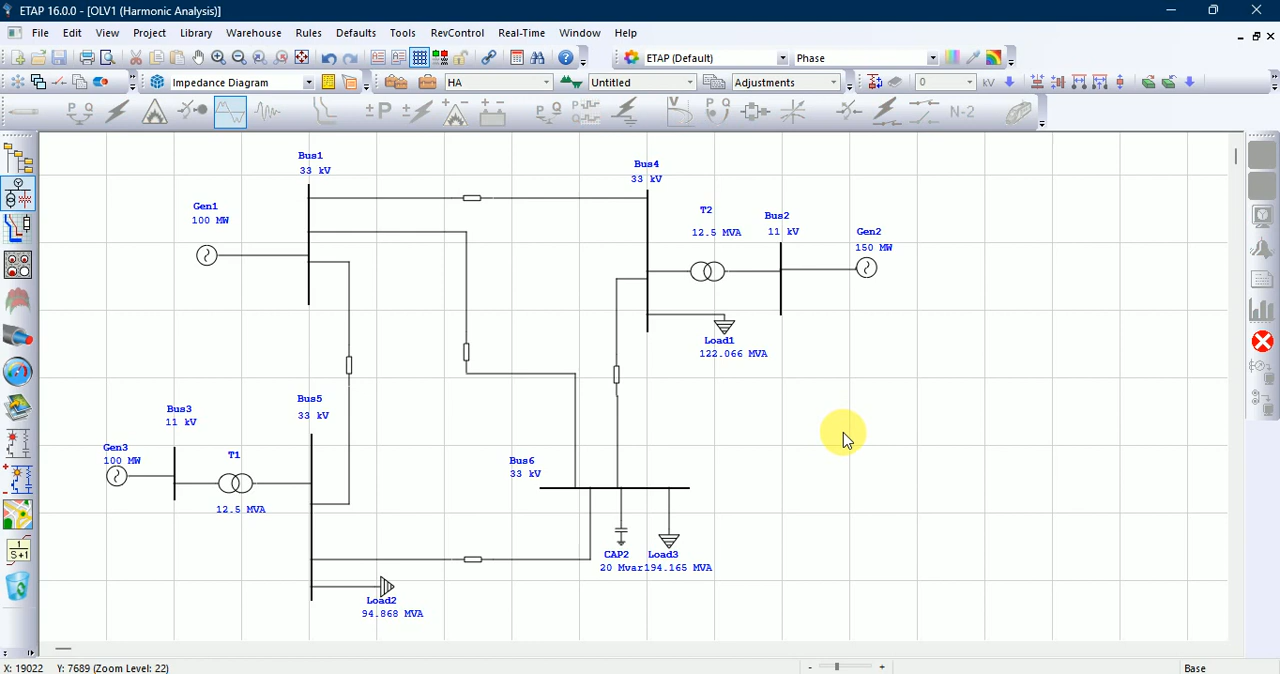 ETAP 16.0.0 - [OLV1 (Harmonic Analysis)]
File Edit View Project Library Warehouse Rules Defaults Tools RevControl Real-Time Window Help
ETAP (Default) Phase
Impedance Diagram HA Untitled Adjustments 0 kV
P Q P P Q P Q V P Q N-2
Bus1
33 kV
Bus4
33 kV
Gen1
100 MW
T2
12.5 MVA
Bus2
11 kV
Gen2
150 MW
Load1
122.066 MVA
Bus3
11 kV
Bus5
33 kV
Gen3
100 MW
T1
12.5 MVA
Bus6
33 kV
CAP2
20 Mvar
Load3
194.165 MVA
Load2
94.868 MVA
1
S+1
X: 19022 Y: 7689 (Zoom Level: 22) - + Base